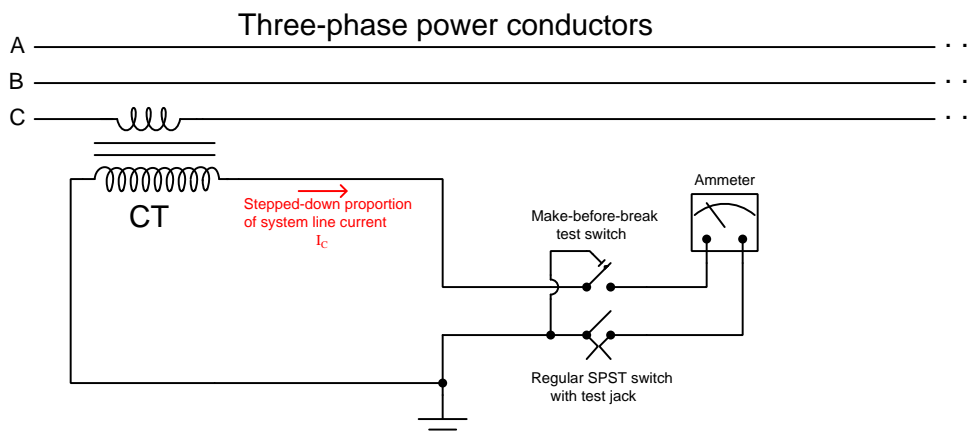 Three-phase power conductors
A
B
C
CT
Stepped-down proportion
of system line current
I_C
Ammeter
Make-before-break
test switch
Regular SPST switch
with test jack